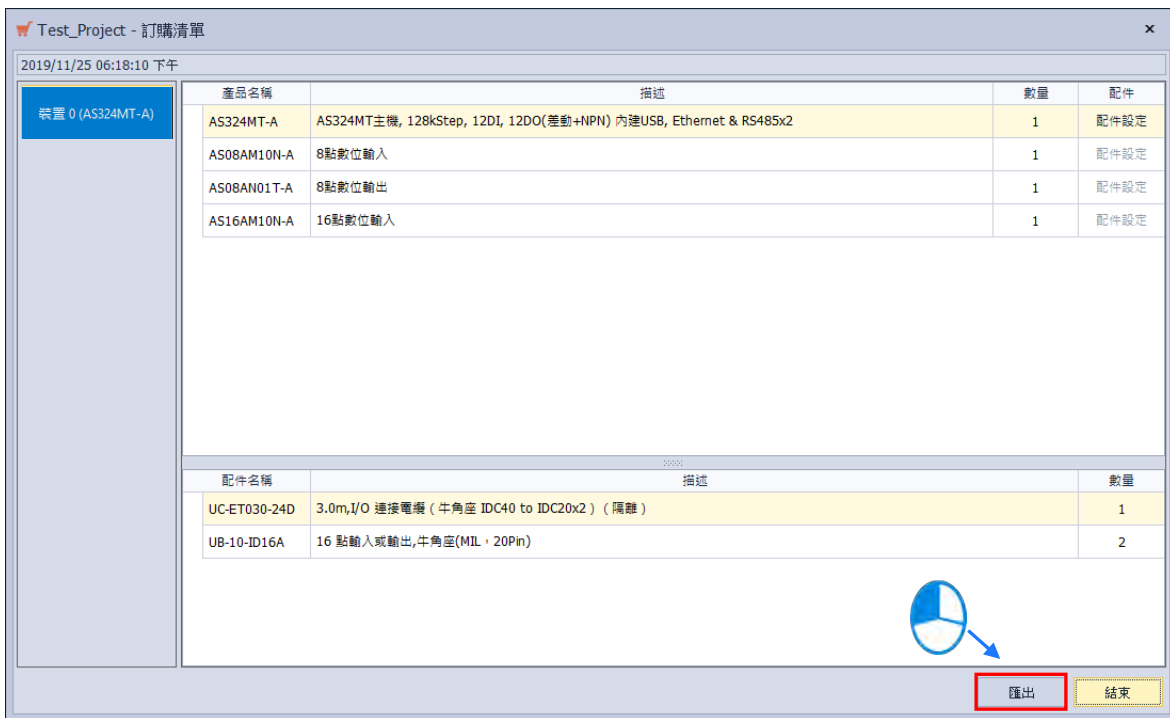 Test_Project - 訂購清單
×
2019/11/25 06:18:10 下午
裝置 0 (AS324MT-A)
產品名稱 描述 數量 配件
AS324MT-A AS324MT主機, 128kStep, 12DI, 12DO(差動+NPN) 內建USB, Ethernet & RS485x2 1 配件設定
AS08AM10N-A 8點數位輸入 1 配件設定
AS08AN01T-A 8點數位輸出 1 配件設定
AS16AM10N-A 16點數位輸入 1 配件設定
配件名稱 描述 數量
UC-ET030-24D 3.0m,I/O 連接電纜（牛角座 IDC40 to IDC20x2）（隔離） 1
UB-10-ID16A 16 點輸入或輸出,牛角座(MIL，20Pin) 2
匯出 結束